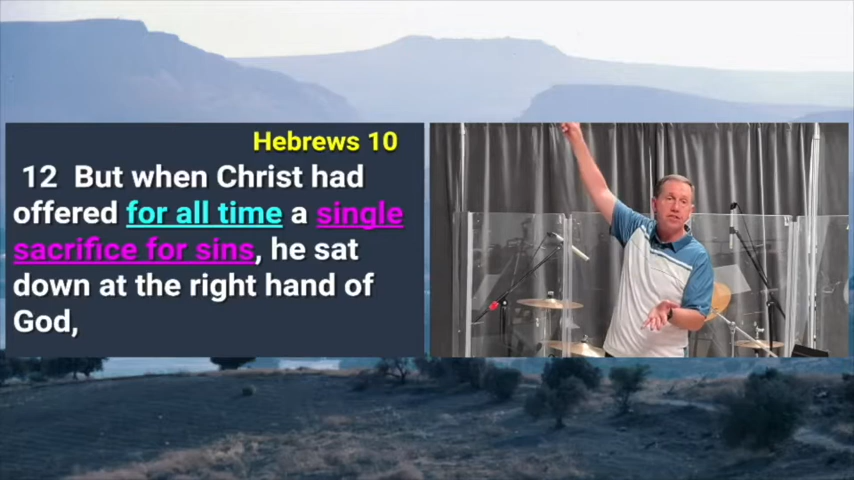 Hebrews 10
12 But when Christ had
offered for all time a single
sacrifice for sins, he sat
down at the right hand of
God,